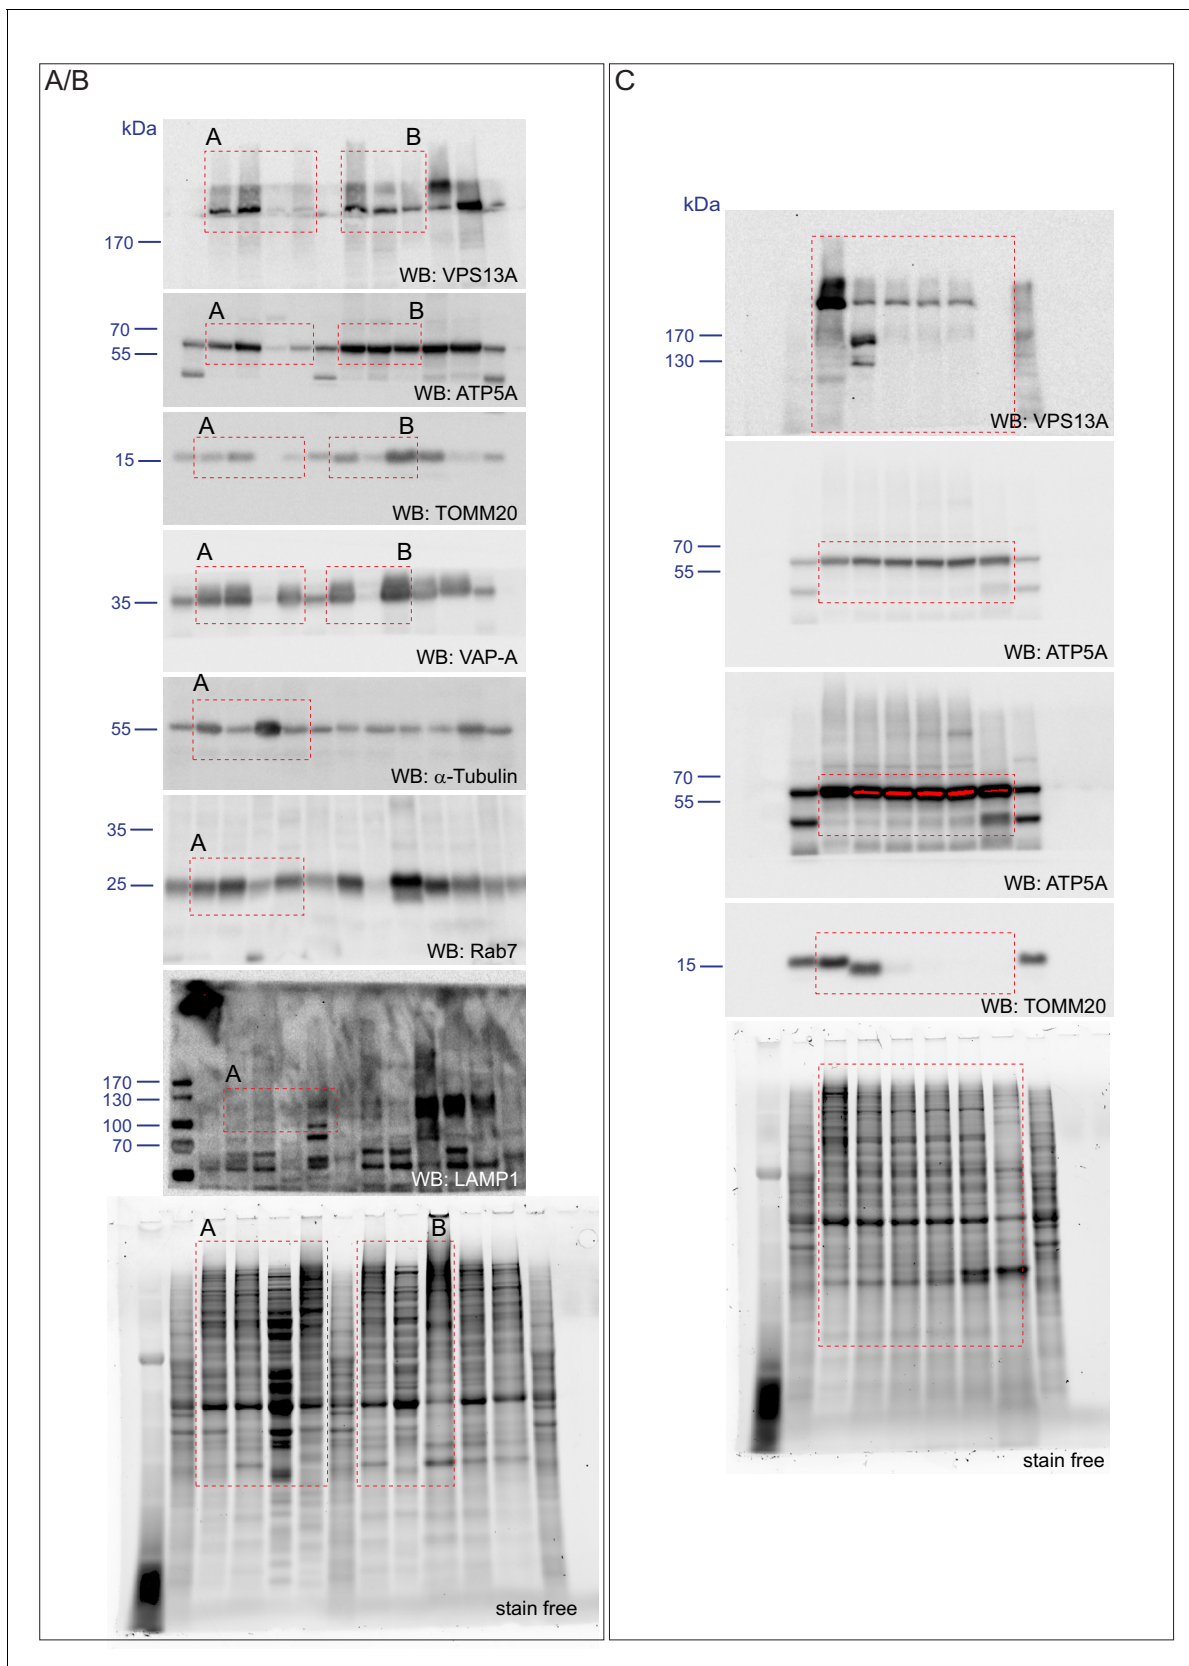 A/B
kDa
A
B
170
WB: VPS13A
A
B
70
55
WB: ATP5A
A
B
15
WB: TOMM20
A
B
35
WB: VAP-A
A
55
WB: α-Tubulin
35
A
25
WB: Rab7
A
170
130
100
70
WB: LAMP1
A
B
stain free
C
kDa
170
130
WB: VPS13A
70
55
WB: ATP5A
70
55
WB: ATP5A
15
WB: TOMM20
stain free